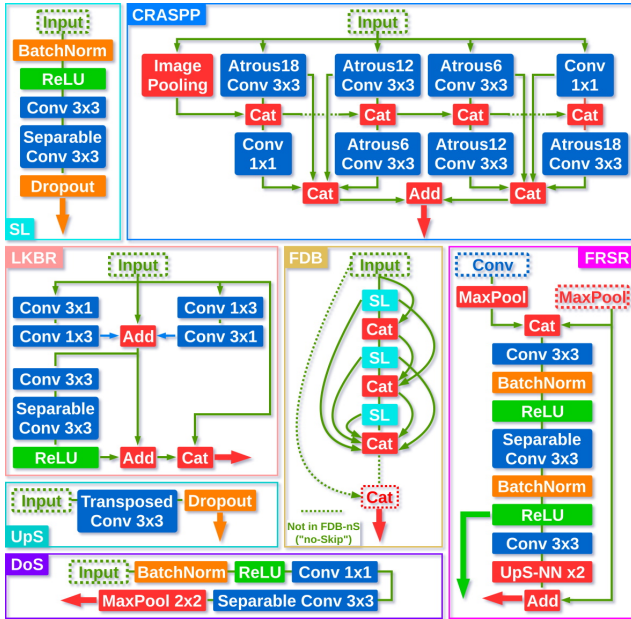 Input
BatchNorm
ReLU
Conv 3x3
Separable
Conv 3x3
Dropout
SL
CRASPP
Input
Image
Pooling
Atrous18
Conv 3x3
Atrous12
Conv 3x3
Atrous6
Conv 3x3
Conv
1x1
Cat
Cat
Cat
Cat
Conv
1x1
Atrous6
Conv 3x3
Atrous12
Conv 3x3
Atrous18
Conv 3x3
Cat
Add
Cat
LKBR
Input
Conv 3x1
Conv 1x3
Conv 1x3
Add
Conv 3x1
Conv 3x3
Separable
Conv 3x3
ReLU
Add
Cat
FDB
Input
SL
Cat
SL
Cat
SL
Cat
Cat
Not in FDB-nS
("no-Skip")
FRSR
Conv
MaxPool
MaxPool
Cat
Conv 3x3
BatchNorm
ReLU
Separable
Conv 3x3
BatchNorm
ReLU
Conv 3x3
UpS-NN x2
Add
Input
Transposed
Conv 3x3
Dropout
UpS
DoS
Input
BatchNorm
ReLU
Conv 1x1
MaxPool 2x2
Separable Conv 3x3